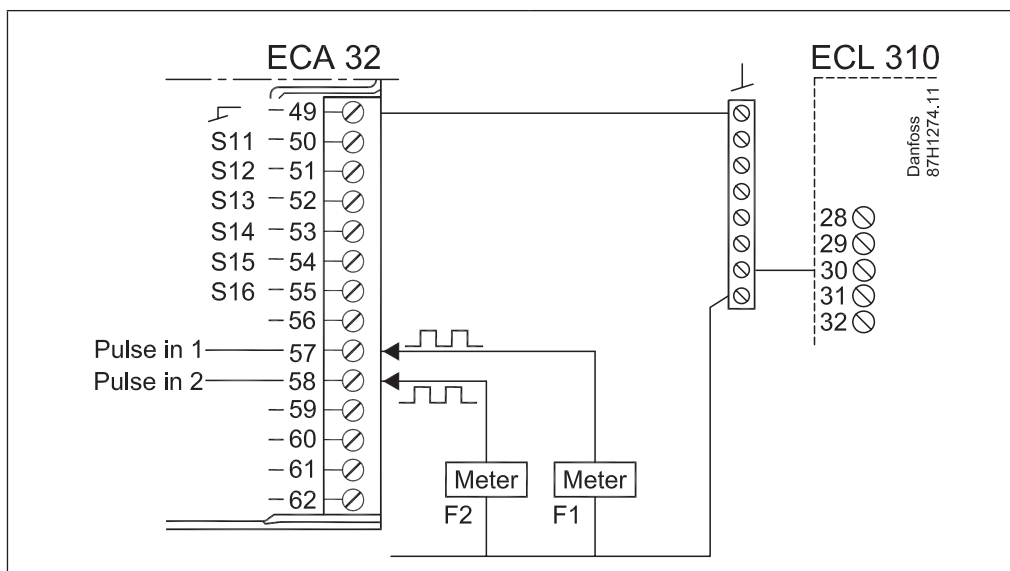 ECA 32
ECL 310
Danfoss
87H1274.11
49
S11 50
S12 51
S13 52
S14 53
S15 54
S16 55
56
Pulse in 1 57
Pulse in 2 58
59
60
61
62
28
29
30
31
32
Meter
F2
Meter
F1